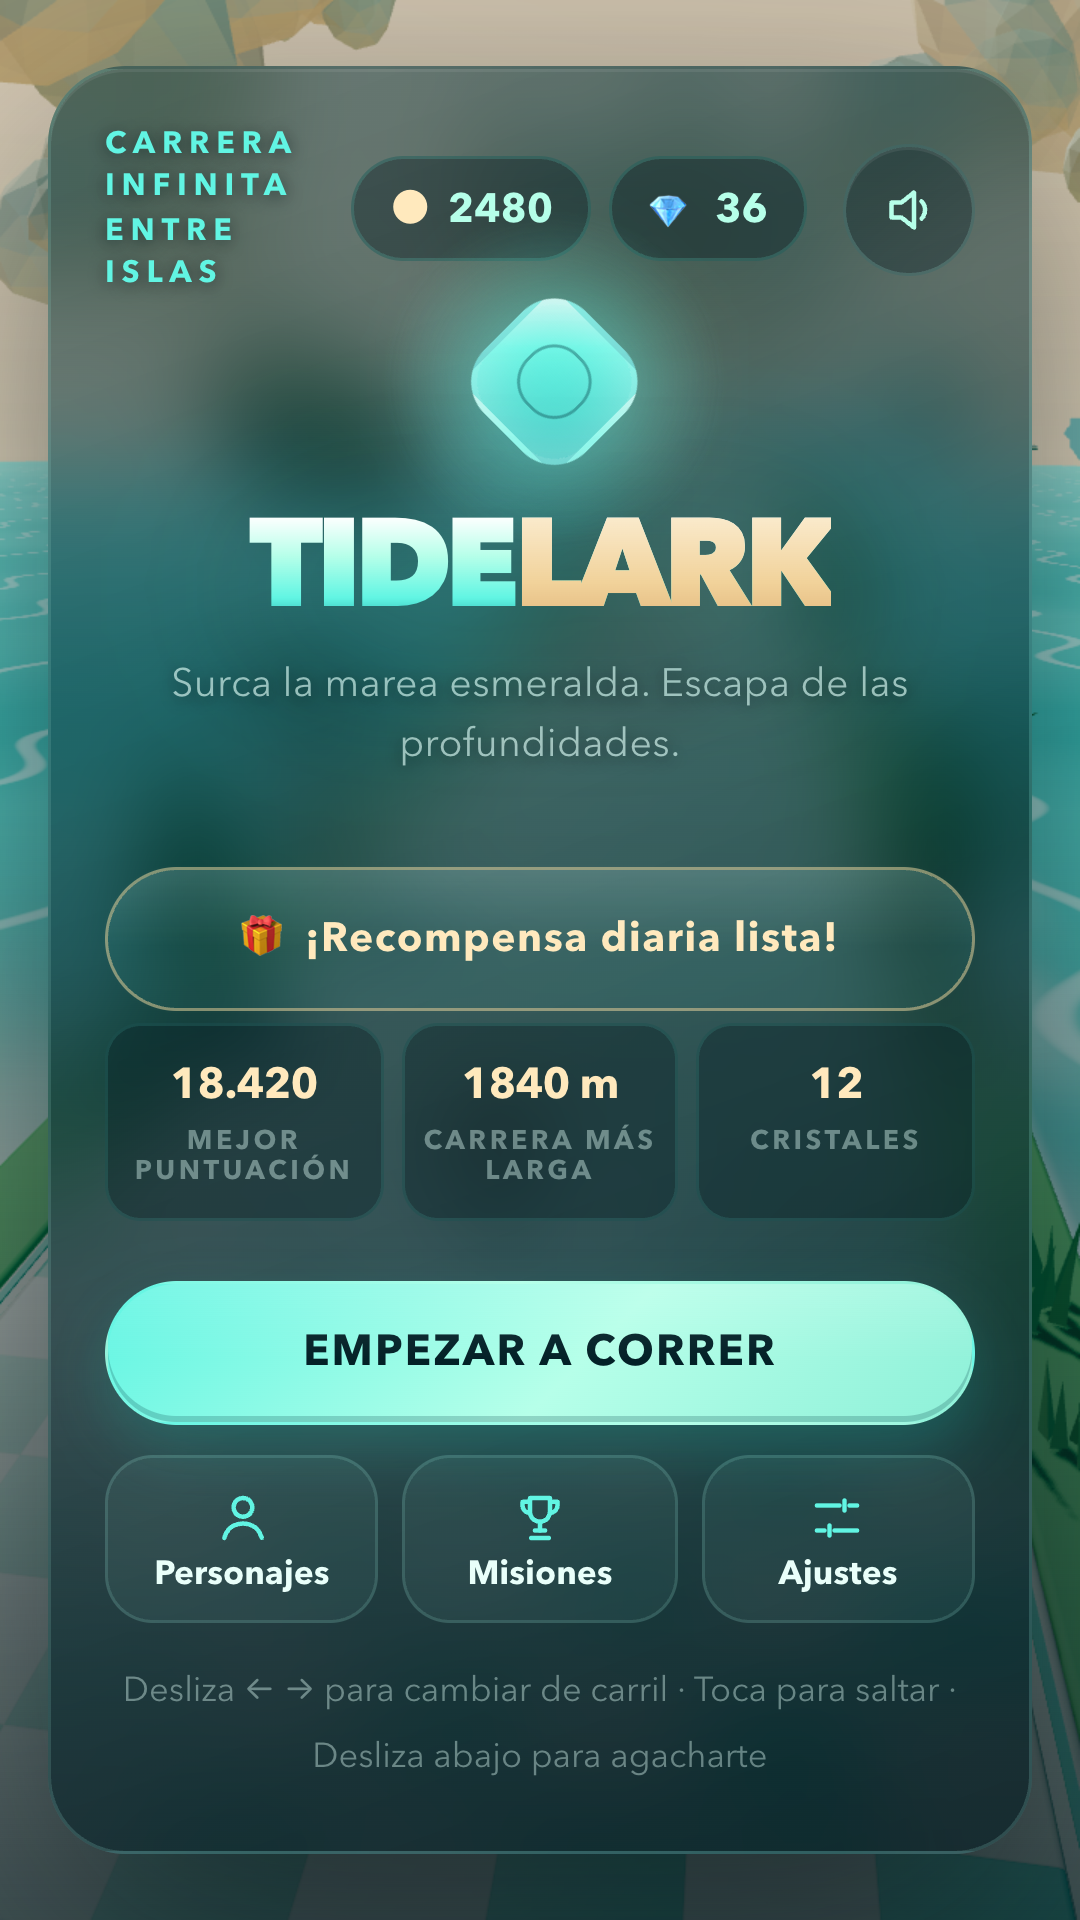 CARRERA
INFINITA
ENTRE
ISLAS
2480
36
TIDELARK
Surca la marea esmeralda. Escapa de las
profundidades.
¡Recompensa diaria lista!
18.420
MEJOR
PUNTUACIÓN
1840 m
CARRERA MÁS
LARGA
12
CRISTALES
EMPEZAR A CORRER
Personajes
Misiones
Ajustes
Desliza ← → para cambiar de carril · Toca para saltar ·
Desliza abajo para agacharte